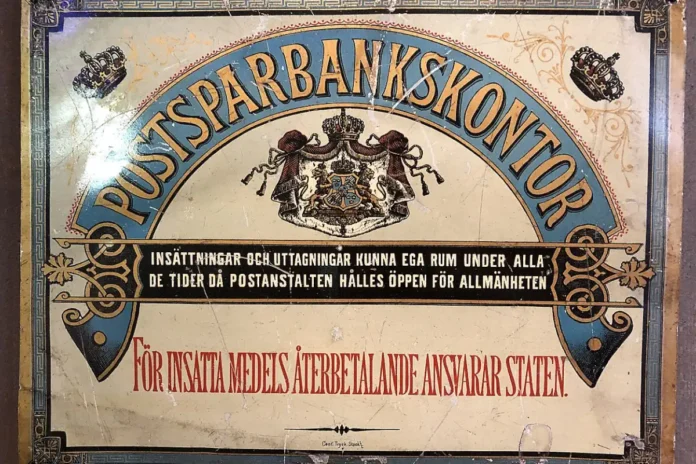 POSTSPARBANKSKONTOR
INSÄTTNINGAR OCH UTTAGNINGAR KUNNA EGA RUM UNDER ALLA
DE TIDER DÅ POSTANSTALTEN HÅLLES ÖPPEN FÖR ALLMÄNHETEN
FÖR INSATTA MEDELS ÅTERBETALANDE ANSVARAR STATEN.